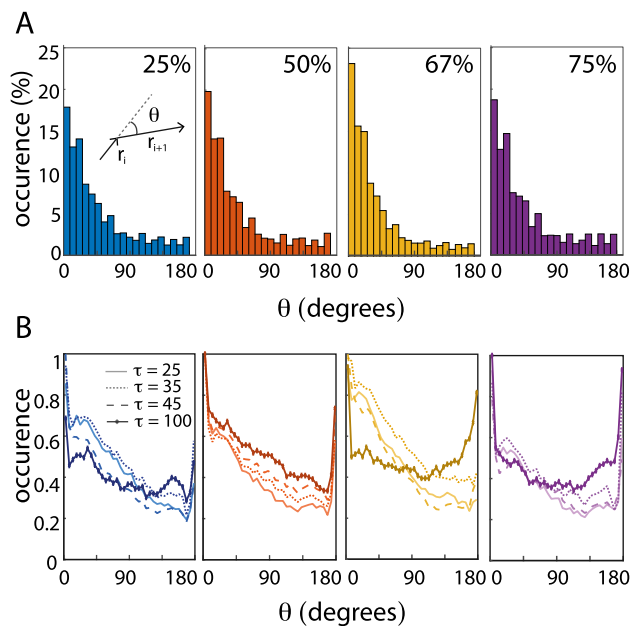 A
occurence (%)
25
20
15
10
5
0
25%
50%
67%
75%
θ
r_i
r_{i+1}
0 90 180
0 90 180
0 90 180
0 90 180
θ (degrees)
B
occurence
1
0.8
0.6
0.4
0.2
0
τ = 25
τ = 35
τ = 45
τ = 100
0 90 180
0 90 180
0 90 180
0 90 180
θ (degrees)